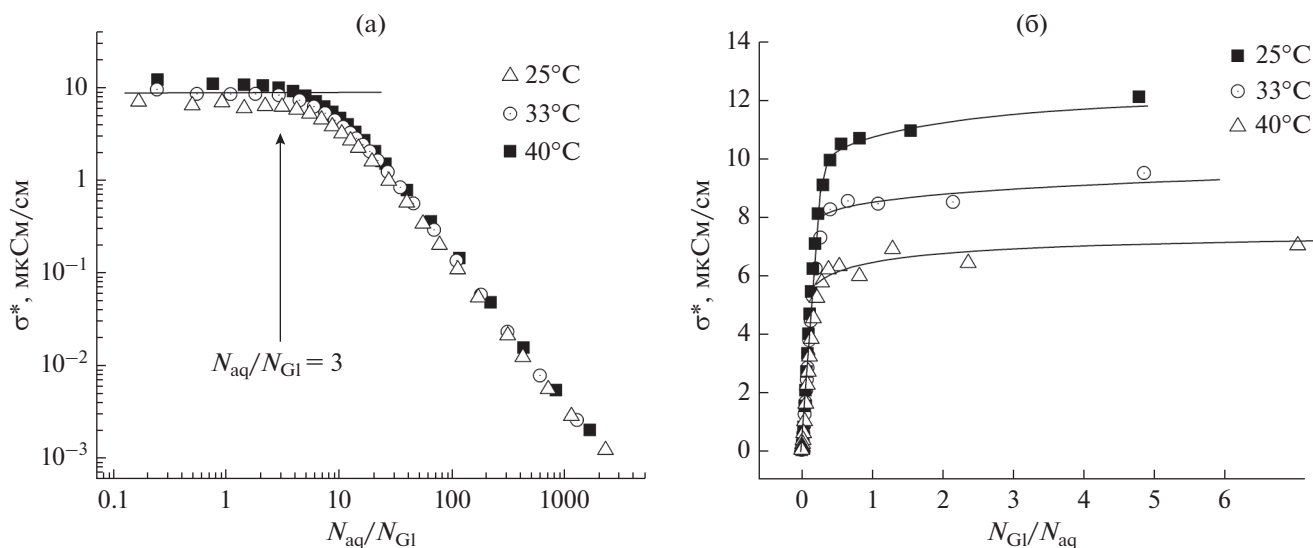 (а)
σ*, мкСм/см
10
1
10⁻¹
10⁻²
10⁻³
25°C
33°C
40°C
N_aq/N_Gl = 3
0.1 1 10 100 1000
N_aq/N_Gl
(б)
σ*, мкСм/см
14
12
10
8
6
4
2
0
25°C
33°C
40°C
0 1 2 3 4 5 6
N_Gl/N_aq